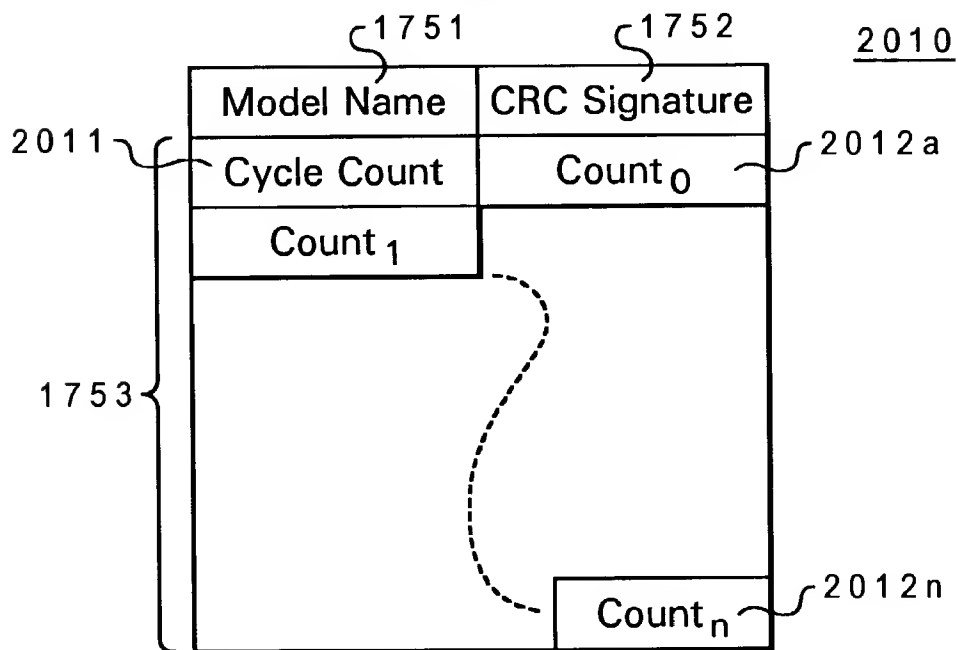 1751 1752 2010
Model Name CRC Signature
2011 Cycle Count Count0 2012a
Count1
1753
Countn 2012n